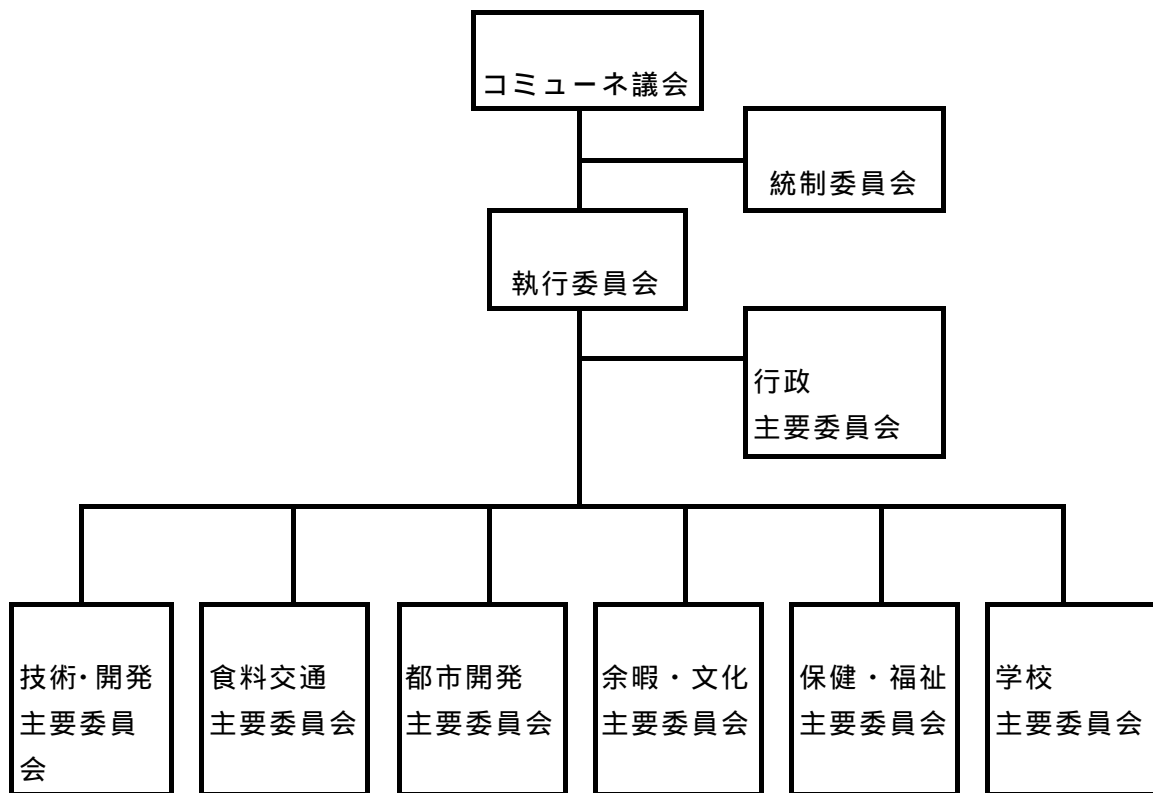 コミューネ議会
統制委員会
執行委員会
行政
主要委員会
技術・開発
主要委員
会
食料交通
主要委員会
都市開発
主要委員会
余暇・文化
主要委員会
保健・福祉
主要委員会
学校
主要委員会